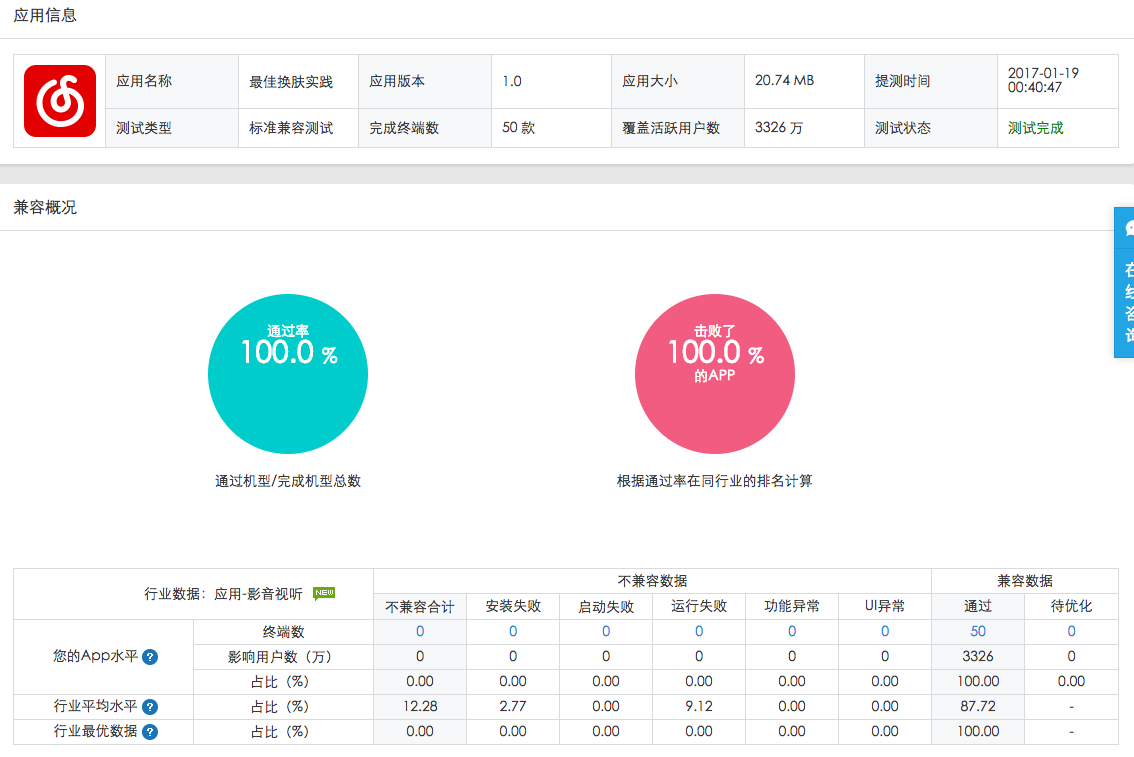 应用信息
应用名称 最佳换肤实践 应用版本 1.0 应用大小 20.74 MB 提测时间 2017-01-19 00:40:47
测试类型 标准兼容测试 完成终端数 50 款 覆盖活跃用户数 3326 万 测试状态 测试完成
兼容概况
在线咨询
通过率
100.0 %
击败了
100.0 %
的APP
通过机型/完成机型总数
根据通过率在同行业的排名计算
行业数据：应用-影音视听 NEW 不兼容数据 兼容数据
不兼容合计 安装失败 启动失败 运行失败 功能异常 UI异常 通过 待优化
您的App水平 ?
终端数 0 0 0 0 0 0 50 0
影响用户数（万） 0 0 0 0 0 0 3326 0
占比（%） 0.00 0.00 0.00 0.00 0.00 0.00 100.00 0.00
行业平均水平 ? 占比（%） 12.28 2.77 0.00 9.12 0.00 0.00 87.72 -
行业最优数据 ? 占比（%） 0.00 0.00 0.00 0.00 0.00 0.00 100.00 -